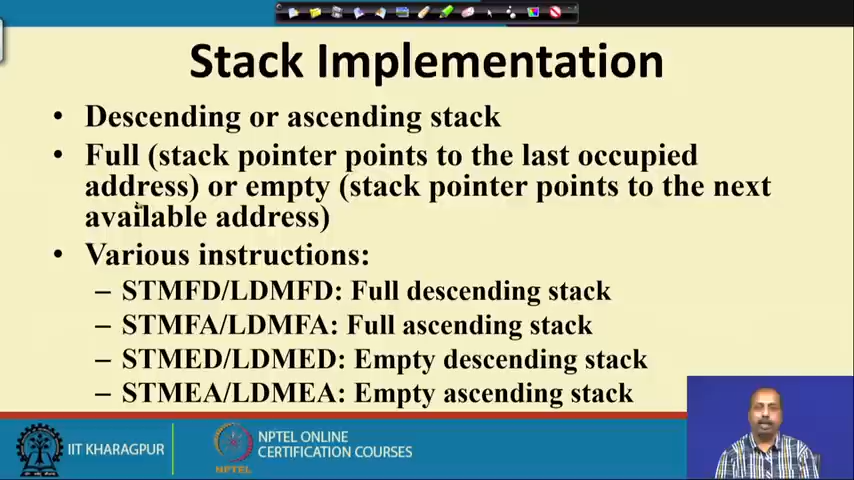 Stack Implementation
• Descending or ascending stack
• Full (stack pointer points to the last occupied
address) or empty (stack pointer points to the next
available address)
• Various instructions:
– STMFD/LDMFD: Full descending stack
– STMFA/LDMFA: Full ascending stack
– STMED/LDMED: Empty descending stack
– STMEA/LDMEA: Empty ascending stack
IIT KHARAGPUR
NPTEL
NPTEL ONLINE
CERTIFICATION COURSES